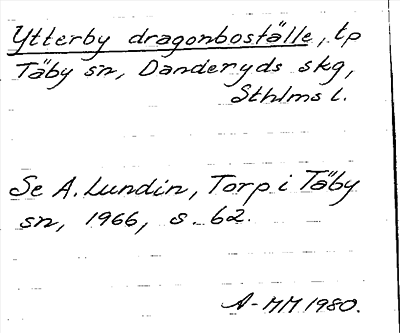 Ytterby dragonboställe, tp
Täby sn, Danderyds skg,
Sthlms l.
Se A. Lundin, Torp i Täby
sn, 1966, s. 62.
A-MM 1980.